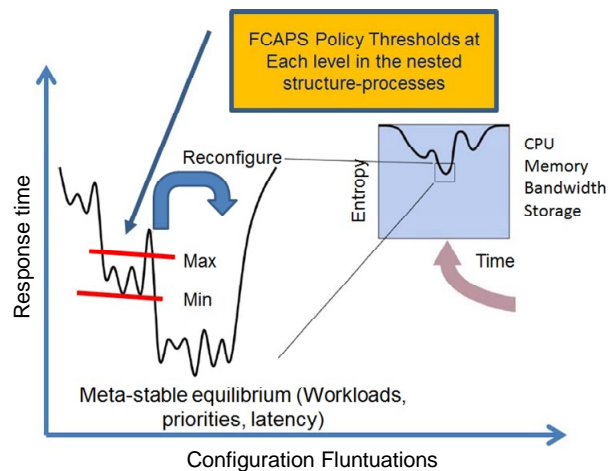 FCAPS Policy Thresholds at
Each level in the nested
structure-processes
Reconfigure
CPU
Memory
Bandwidth
Storage
Entropy
Time
Response time
Max
Min
Meta-stable equilibrium (Workloads,
priorities, latency)
Configuration Fluntuations